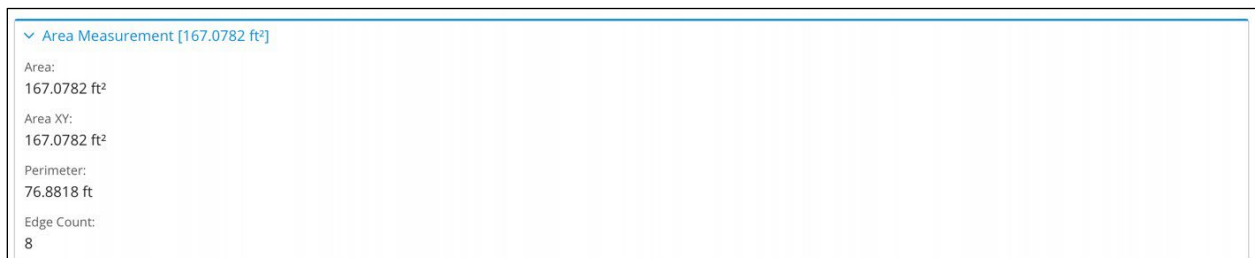 Area Measurement [167.0782 ft²]
Area:
167.0782 ft²
Area XY:
167.0782 ft²
Perimeter:
76.8818 ft
Edge Count:
8